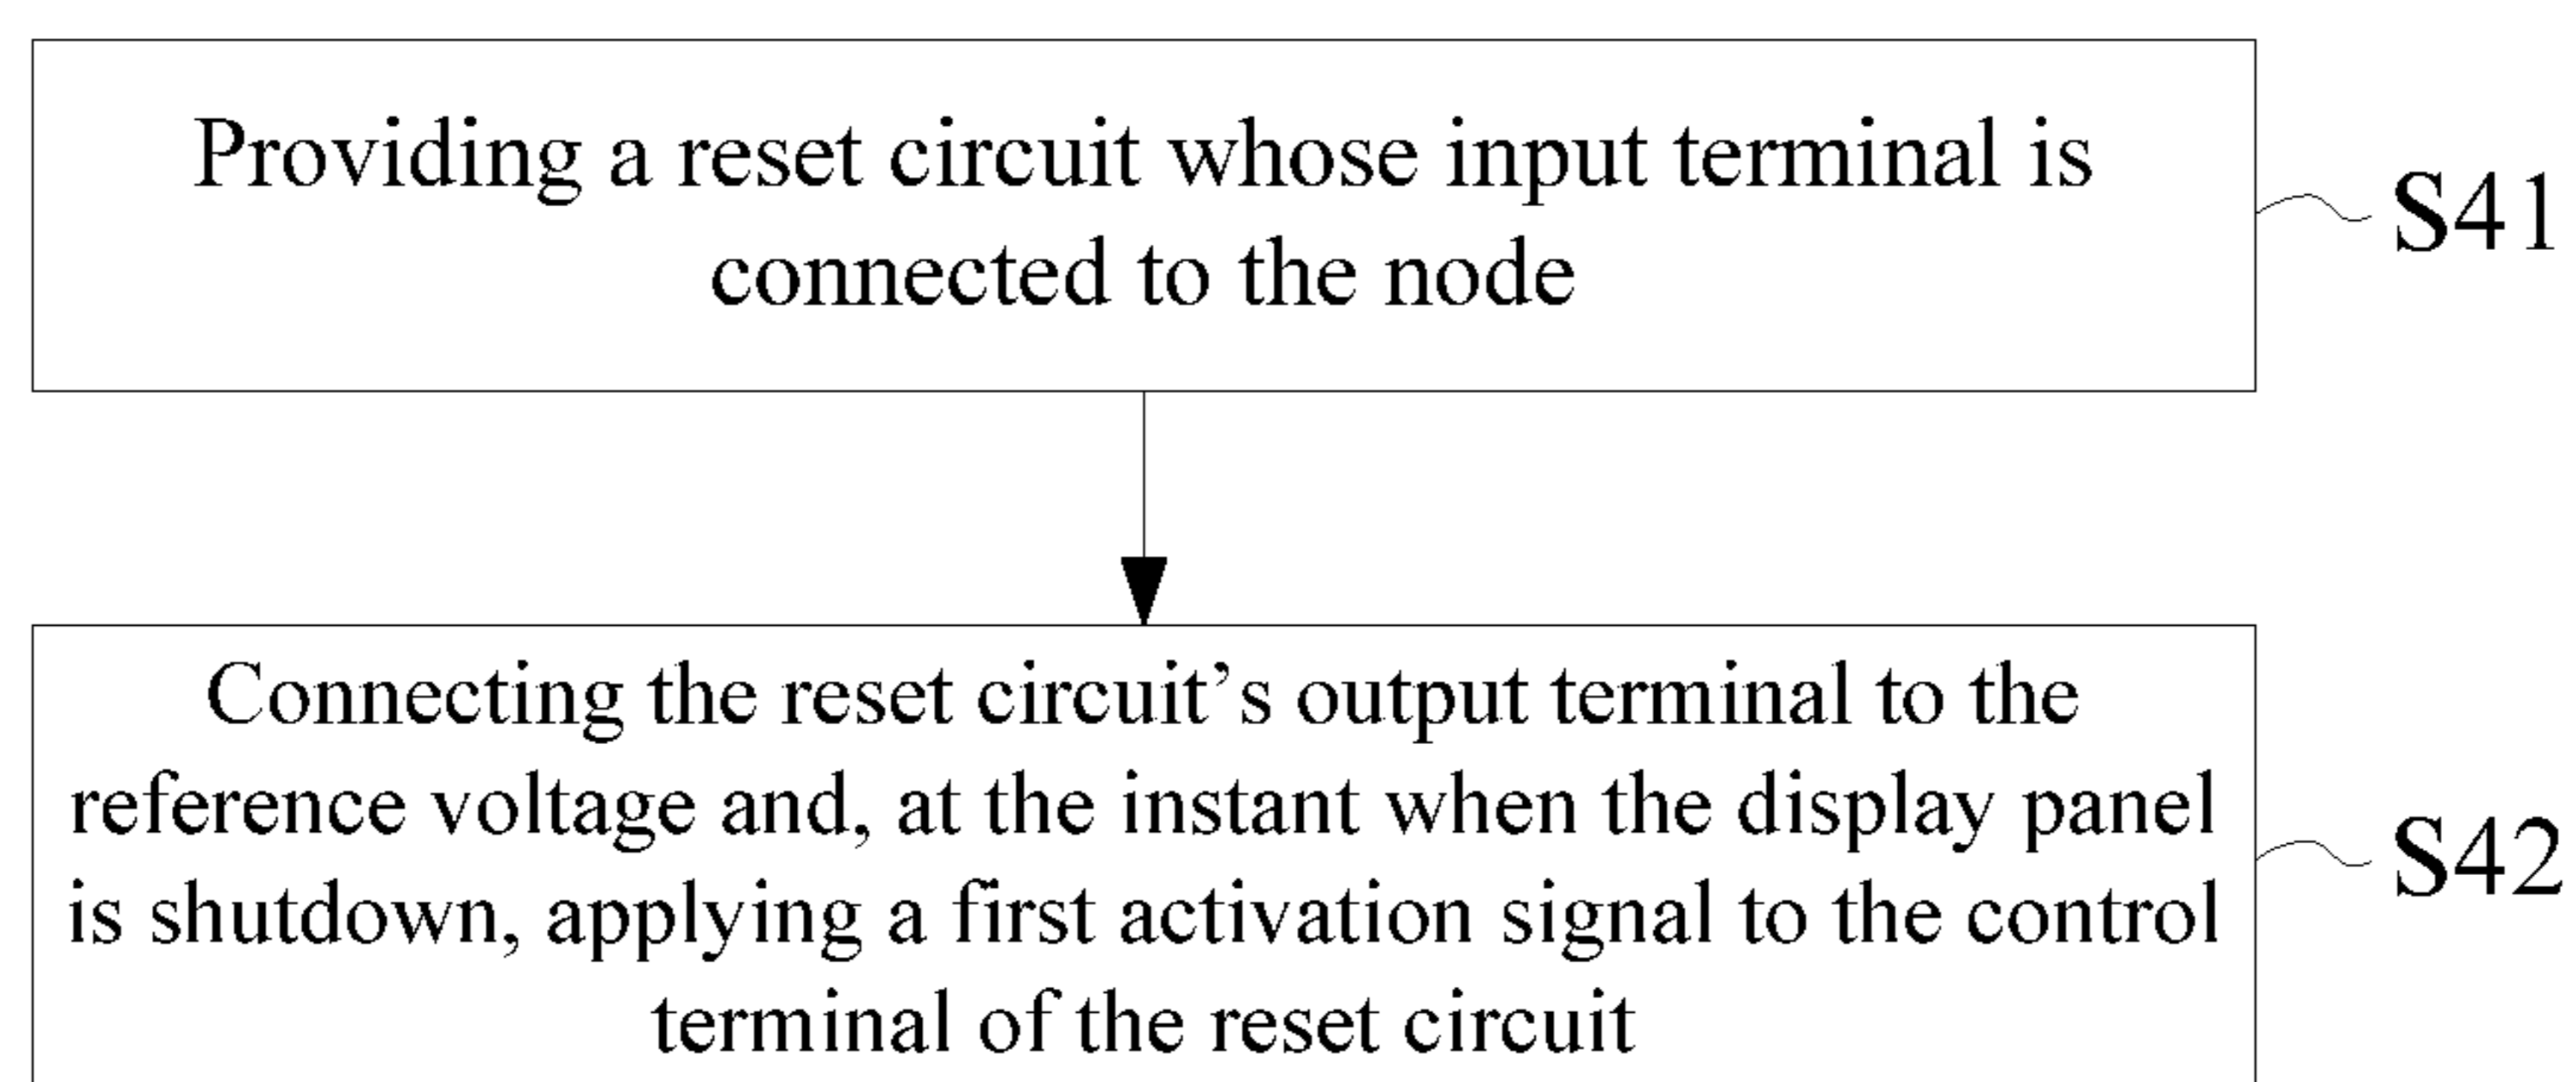 Providing a reset circuit whose input terminal is
connected to the node
S41
Connecting the reset circuit’s output terminal to the
reference voltage and, at the instant when the display panel
is shutdown, applying a first activation signal to the control
terminal of the reset circuit
S42